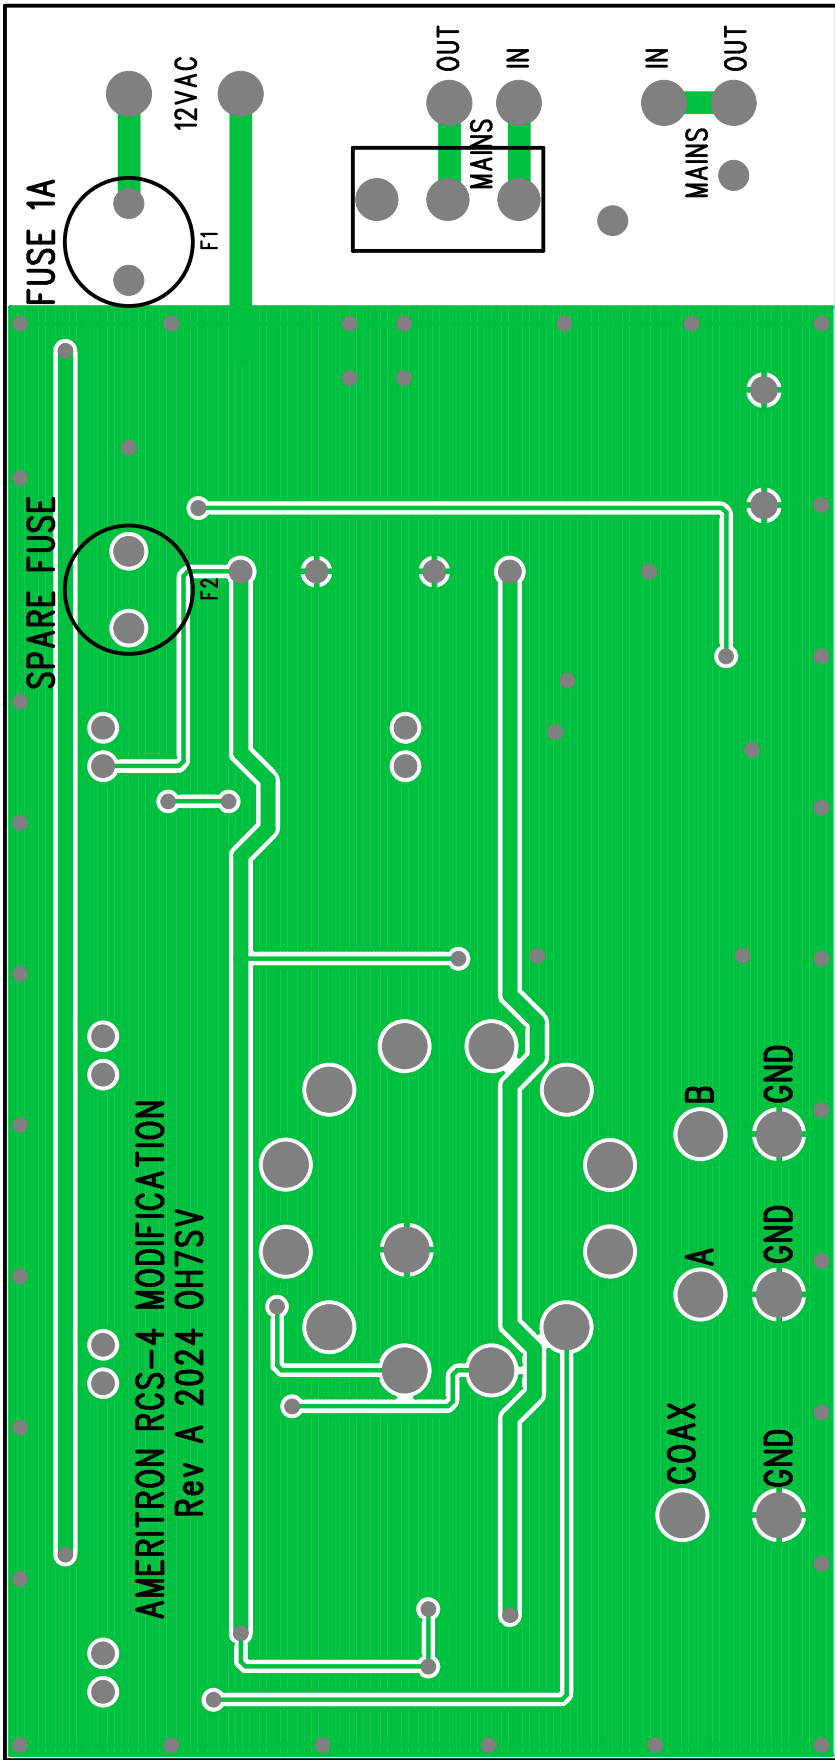 12VAC
OUT
IN
MAINS
IN
OUT
MAINS
FUSE 1A
F1
SPARE FUSE
F2
AMERITRON RCS-4 MODIFICATION
Rev A 2024 OH7SV
B
GND
A
GND
COAX
GND